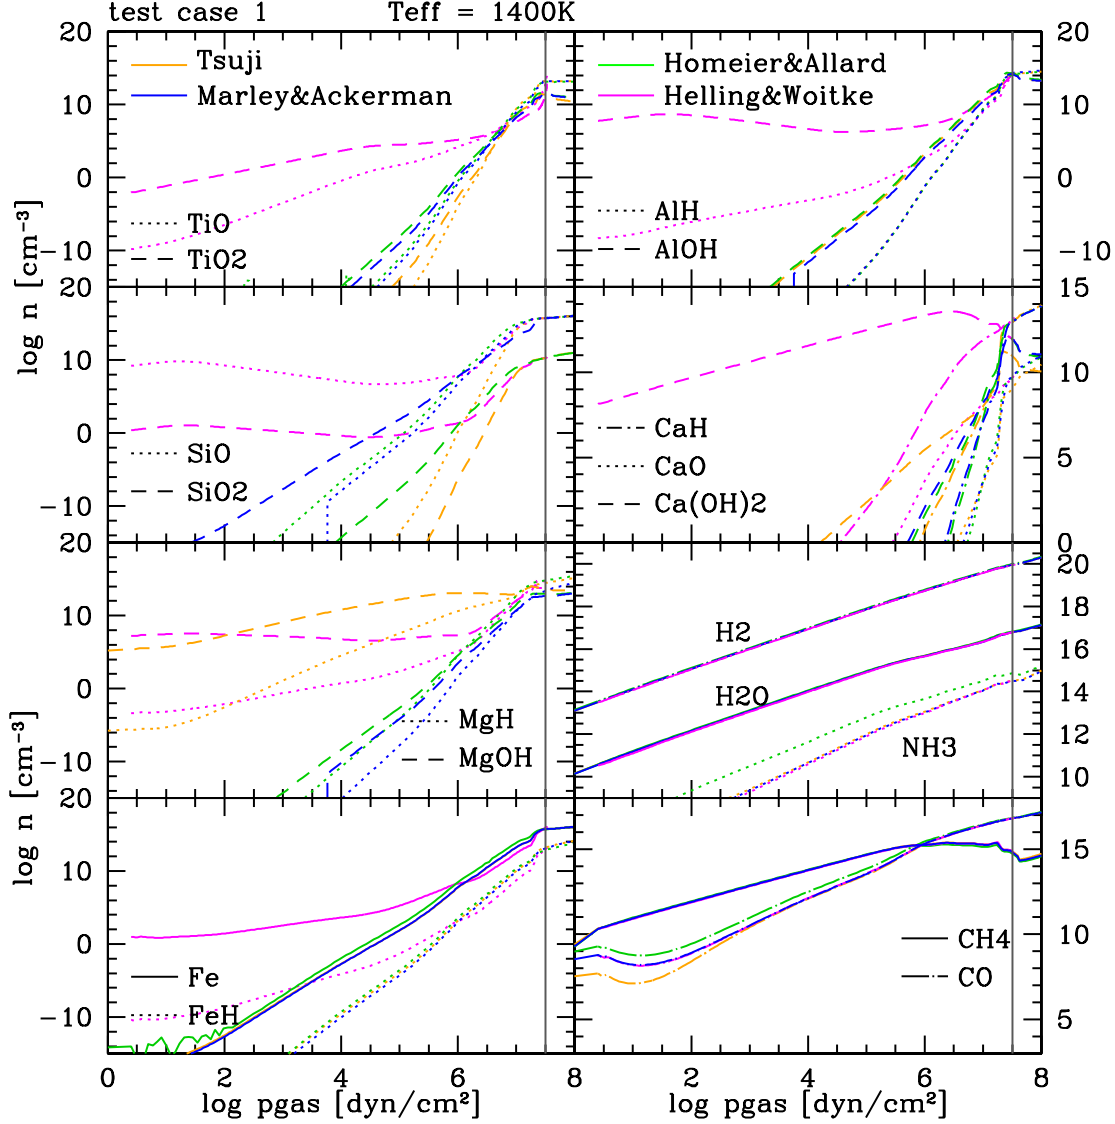 test case 1 Teff = 1400K
20 20
Tsuji Homeier&Allard
Marley&Ackerman Helling&Woitke
10 10
0 0
TiO AlH
TiO2 AlOH
−10 −10
log n [cm⁻³]
20 15
10 10
0
SiO CaH
SiO2 CaO
Ca(OH)2
−10 5
20 0
20
10 18
H2
16
0 H2O
14
MgH NH3
MgOH 12
−10 10
log n [cm⁻³]
20
10 15
0 10
Fe CH4
FeH CO
−10 5
0 2 4 6 8 2 4 6 8
log pgas [dyn/cm²] log pgas [dyn/cm²]